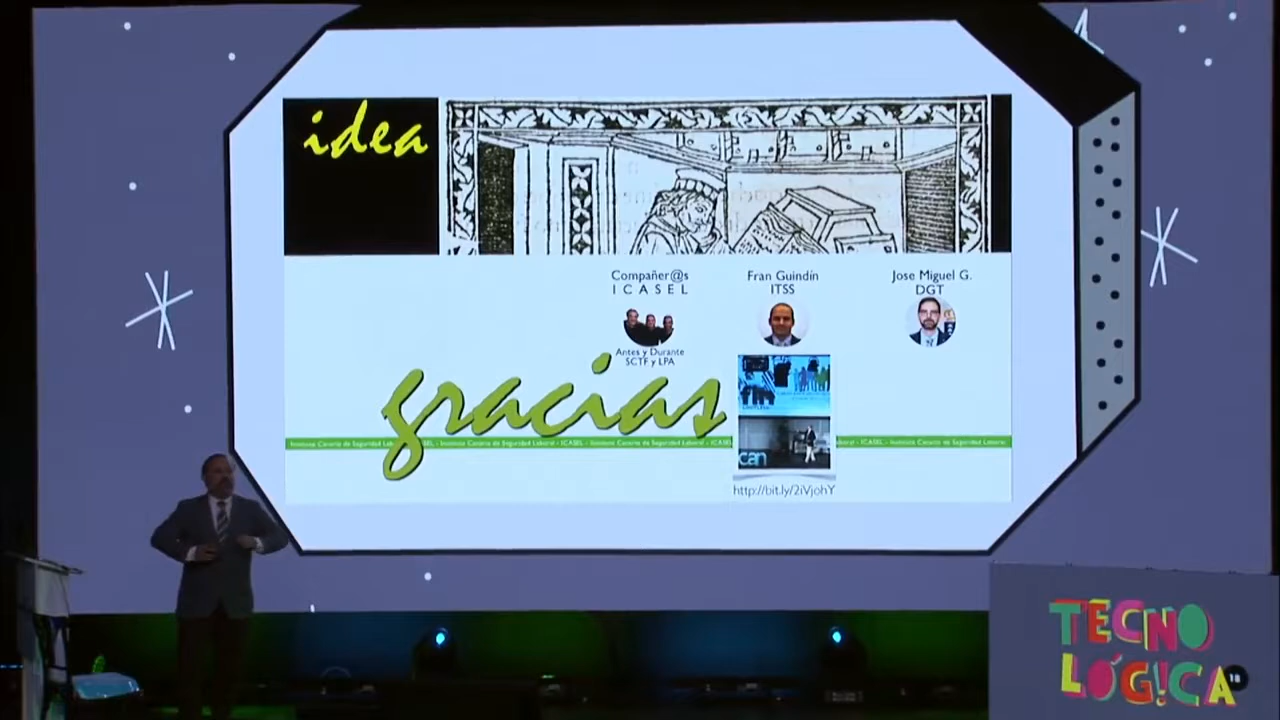 idea
Compañer@s
ICASEL
Fran Guindín
ITSS
Jose Miguel G.
DGT
Antes y Durante
SCTF y LPA
gracias
Instituto Canario de Seguridad Laboral - ICASEL - Instituto Canario de Seguridad Laboral - ICASEL - Instituto Canario de Seguridad Laboral - ICASEL
can
http://bit.ly/2iVjohY
TECNO
LÓG!CA
18